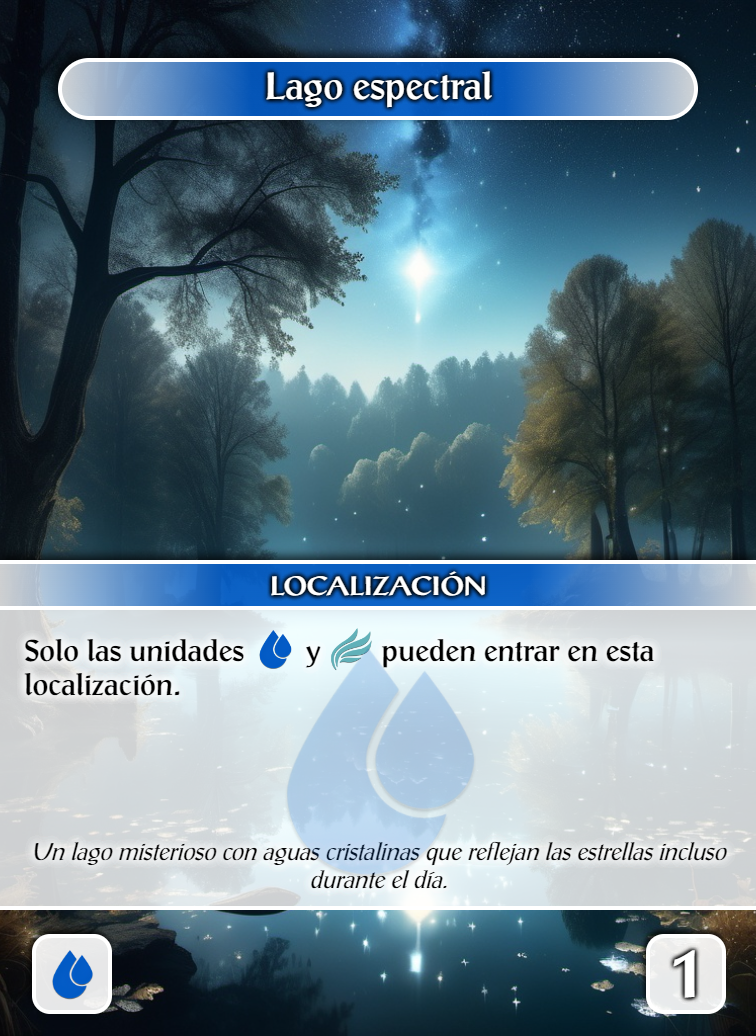 Lago espectral
LOCALIZACIÓN
Solo las unidades y pueden entrar en esta
localización.
Un lago misterioso con aguas cristalinas que reflejan las estrellas incluso
durante el día.
1